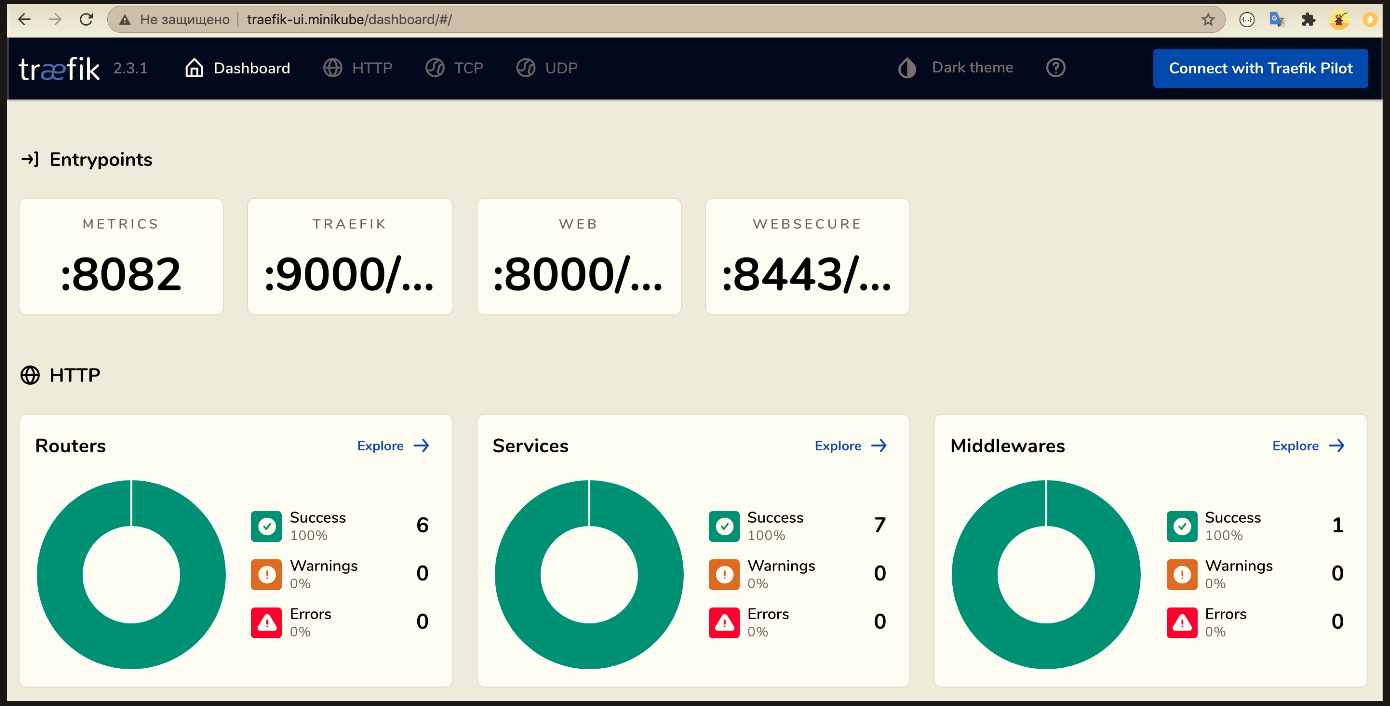 Не защищено | traefik-ui.minikube/dashboard/#/
træfik 2.3.1 Dashboard HTTP TCP UDP Dark theme Connect with Traefik Pilot
Entrypoints
METRICS TRAEFIK WEB WEBSECURE
:8082 :9000/... :8000/... :8443/...
HTTP
Routers Explore Services Explore Middlewares Explore
Success 6 Success 7 Success 1
100% 100% 100%
Warnings 0 Warnings 0 Warnings 0
0% 0% 0%
Errors 0 Errors 0 Errors 0
0% 0% 0%